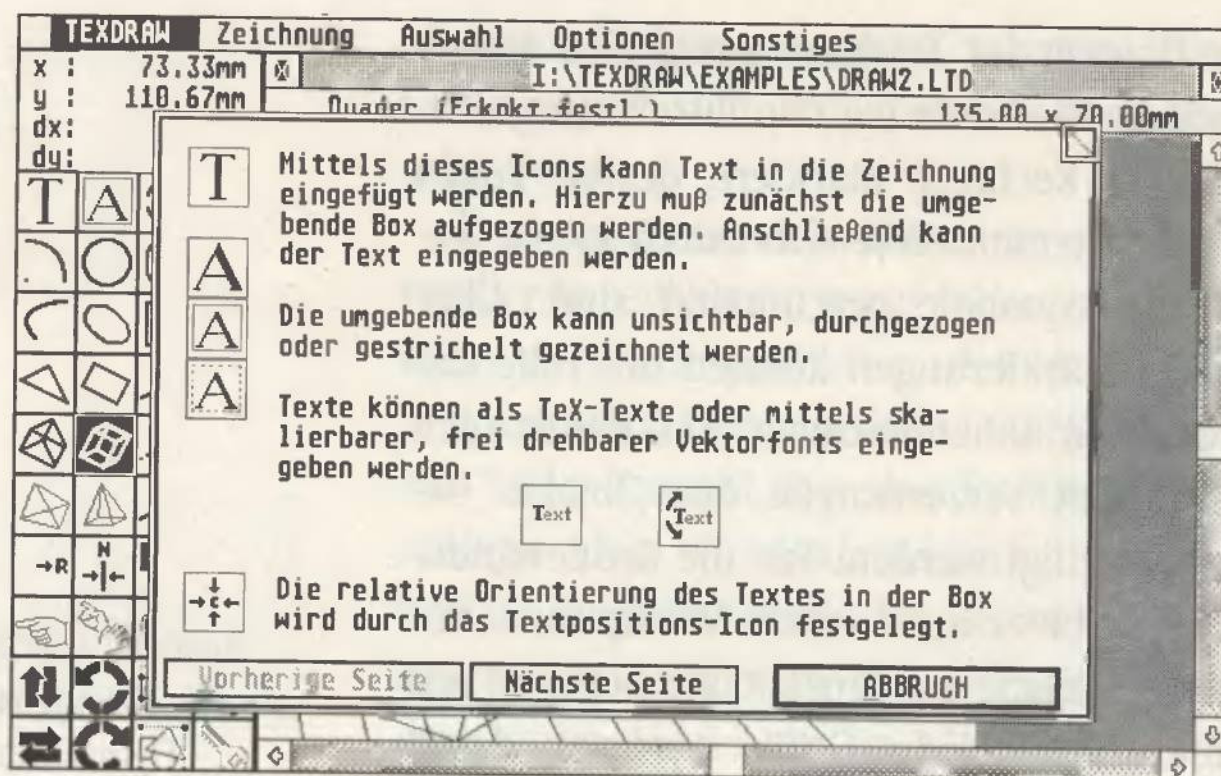 TEXDRAW Zeichnung Auswahl Optionen Sonstiges
x : 73.33mm
I:\TEXDRAW\EXAMPLES\DRAW2.LTD
y : 110.67mm
Quader (Eckpkt.fest).) 135.00 x 70.00mm
dx:
dy:
T Mittels dieses Icons kann Text in die Zeichnung
eingefügt werden. Hierzu muß zunächst die umge-
bende Box aufgezogen werden. Anschließend kann
der Text eingegeben werden.
A
A Die umgebende Box kann unsichtbar, durchgezogen
oder gestrichelt gezeichnet werden.
A
Texte können als TeX-Texte oder mittels ska-
lierbarer, frei drehbarer Vektorfonts einge-
geben werden.
Text Text
Die relative Orientierung des Textes in der Box
wird durch das Textpositions-Icon festgelegt.
Vorherige Seite Nächste Seite ABBRUCH
T A
→R N